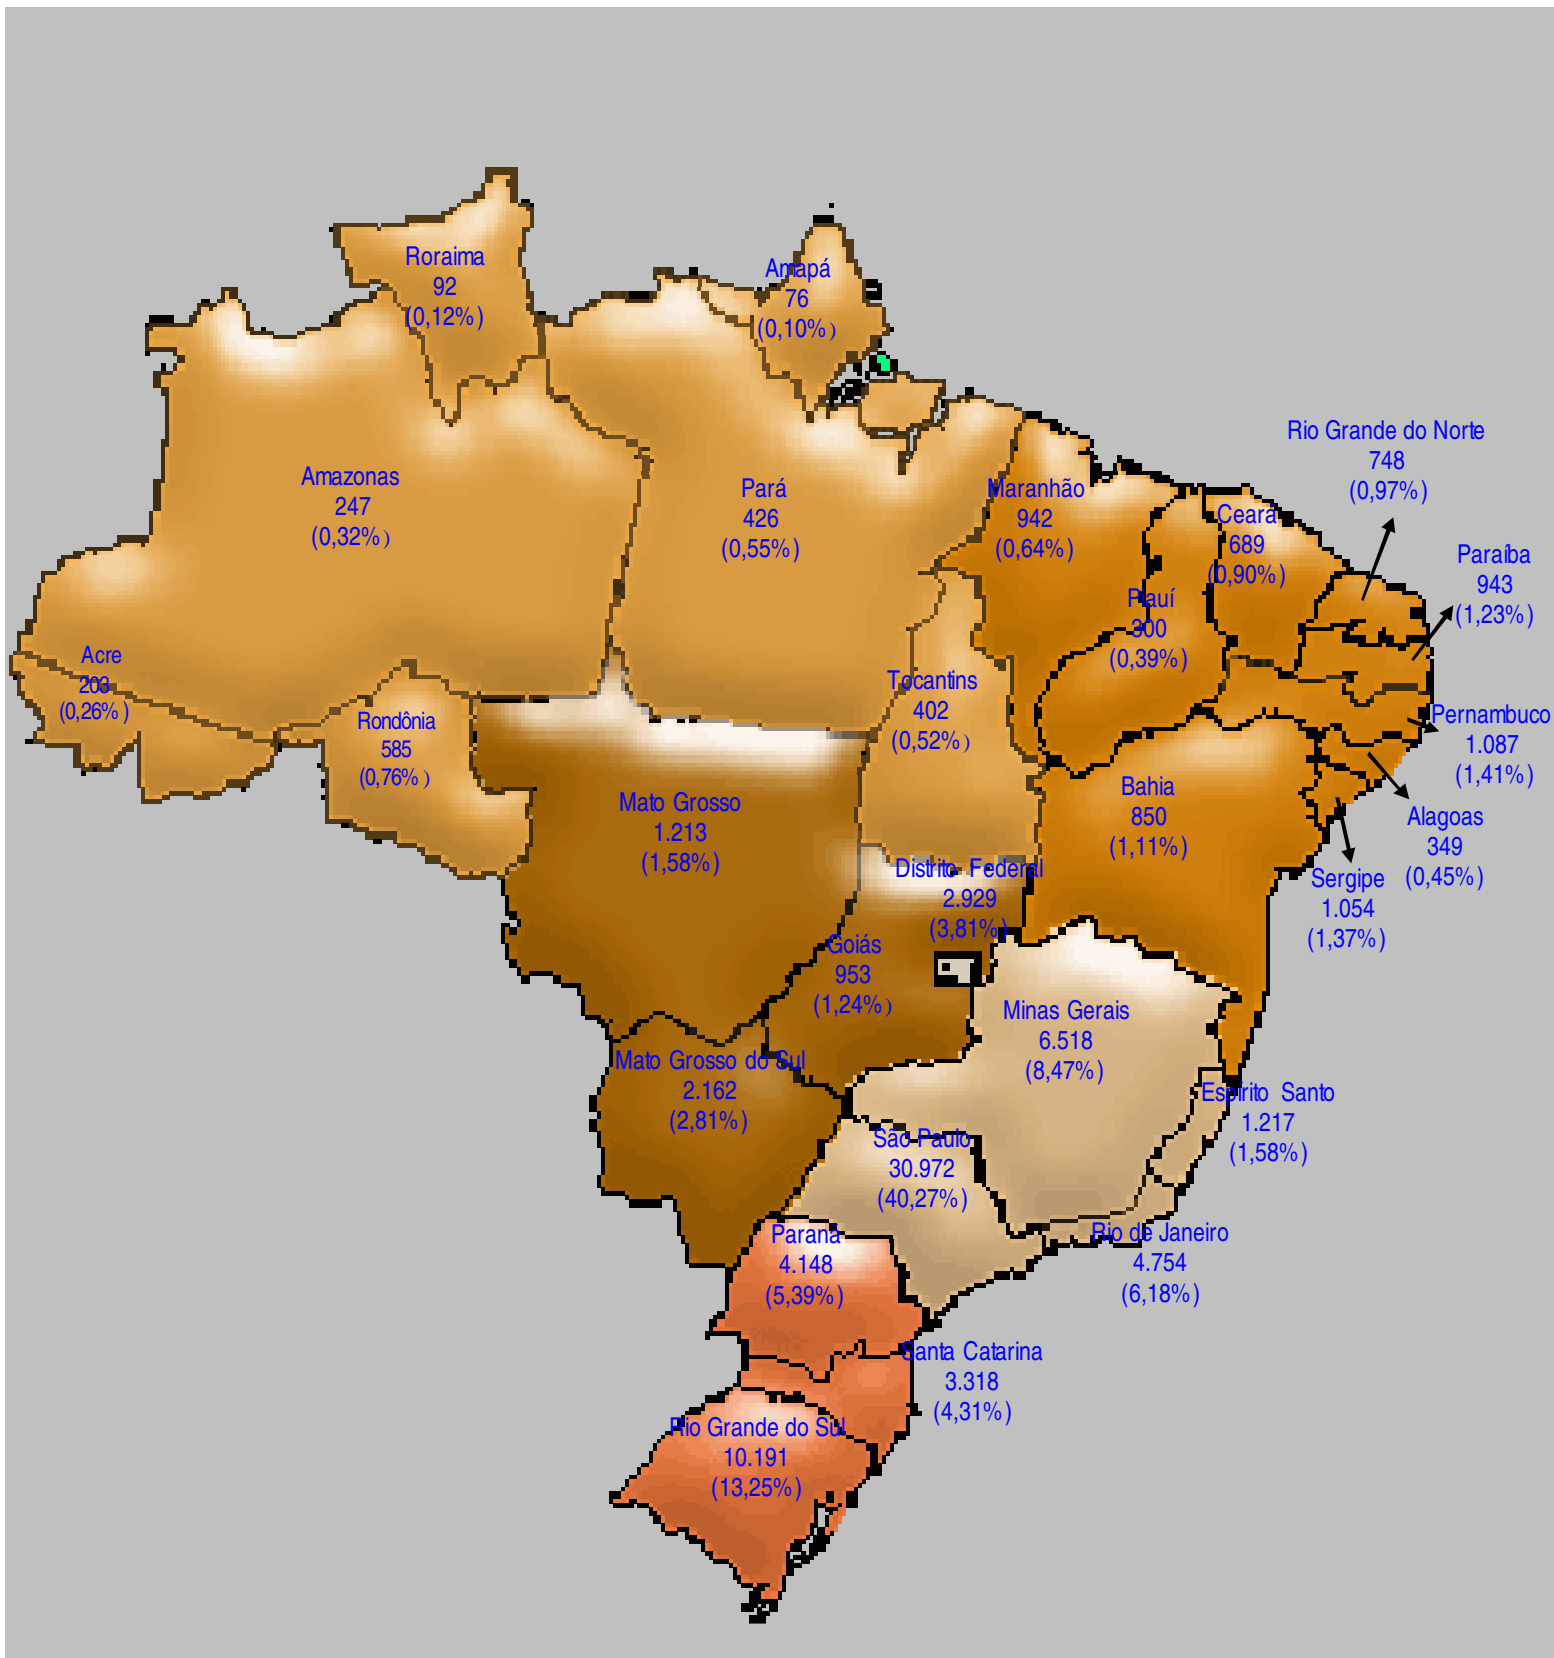 Roraima
92
(0,12%)
Amapá
76
(0,10%)
Amazonas
247
(0,32%)
Pará
426
(0,55%)
Maranhão
942
(0,64%)
Rio Grande do Norte
748
(0,97%)
Ceará
689
(0,90%)
Paraíba
943
(1,23%)
Piauí
300
(0,39%)
Acre
203
(0,26%)
Rondônia
585
(0,76%)
Tocantins
402
(0,52%)
Pernambuco
1.087
(1,41%)
Mato Grosso
1.213
(1,58%)
Bahia
850
(1,11%)
Alagoas
349
(0,45%)
Sergipe
1.054
(1,37%)
Distrito Federal
2.929
(3,81%)
Goiás
953
(1,24%)
Minas Gerais
6.518
(8,47%)
Mato Grosso do Sul
2.162
(2,81%)
Espírito Santo
1.217
(1,58%)
São Paulo
30.972
(40,27%)
Rio de Janeiro
4.754
(6,18%)
Paraná
4.148
(5,39%)
Santa Catarina
3.318
(4,31%)
Rio Grande do Sul
10.191
(13,25%)